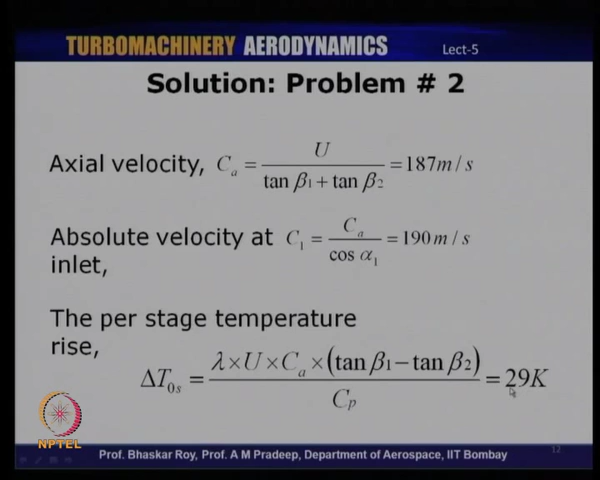 TURBOMACHINERY AERODYNAMICS Lect-5
Solution: Problem # 2
Axial velocity, C_a = U / (tan β₁ + tan β₂) = 187 m/s
Absolute velocity at inlet, C₁ = C_a / cos α₁ = 190 m/s
The per stage temperature rise,
ΔT₀ₛ = λ×U×C_a×(tan β₁ − tan β₂) / C_p = 29K
NPTEL
Prof. Bhaskar Roy, Prof. A M Pradeep, Department of Aerospace, IIT Bombay
12